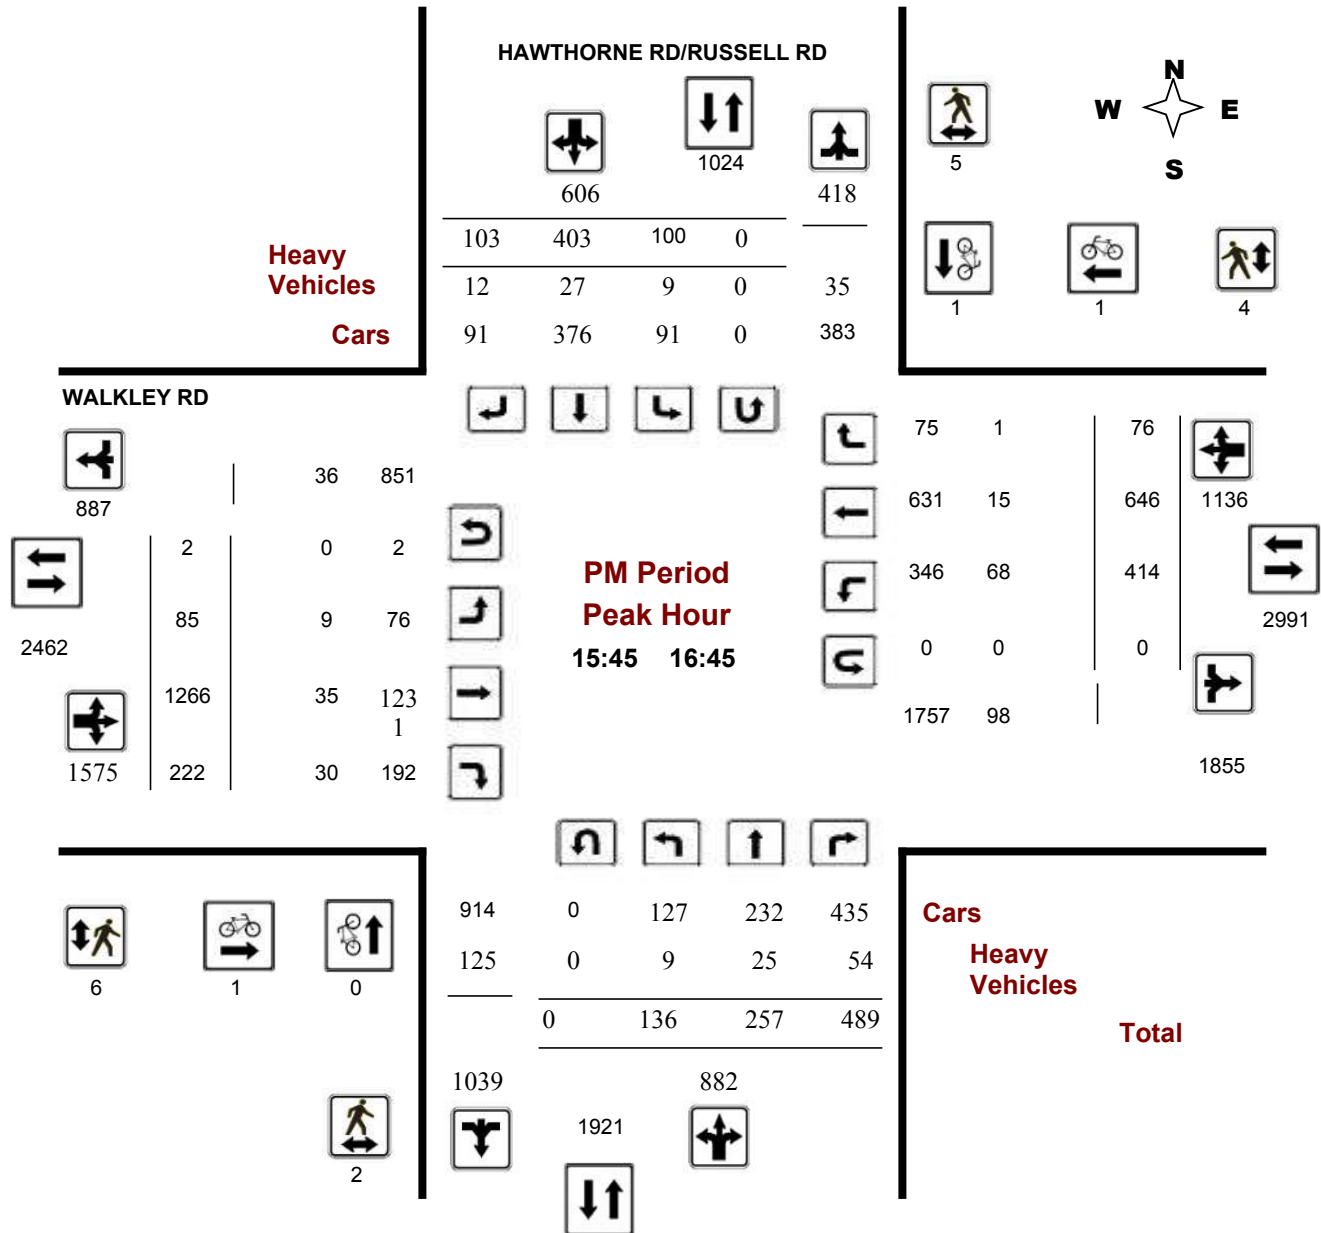 HAWTHORNE RD/RUSSELL RD
N
W E
S
1024
5
606
418
103 403 100 0
Heavy
Vehicles
12 27 9 0 35
1 1 4
Cars
91 376 91 0 383
WALKLEY RD
75 1 76
36 851
887
631 15 646 1136
2 0 2
PM Period
346 68 414
Peak Hour
85 9 76
2991
2462
15:45 16:45
0 0 0
1266 35 123
1
1757 98
1575 222 30 192
1855
914 0 127 232 435
Cars
125 0 9 25 54
Heavy
Vehicles
6 1 0
0 136 257 489
Total
1039 882
1921
2